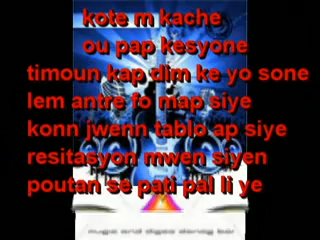 kote m kache
ou pap kesyone
timoun kap dim ke yo sone
lem antre fo map siye
konn jwenn tablo ap siye
resitasyon mwen siyen
poutan se pati pal li ye